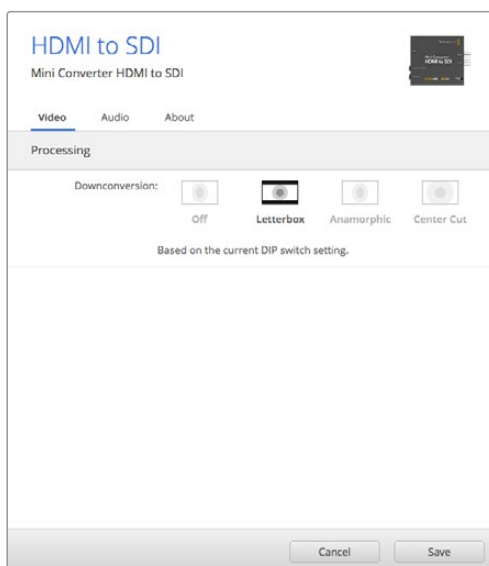 HDMI to SDI
Mini Converter HDMI to SDI
Video Audio About
Processing
Downconversion:
Off Letterbox Anamorphic Center Cut
Based on the current DIP switch setting.
Cancel Save